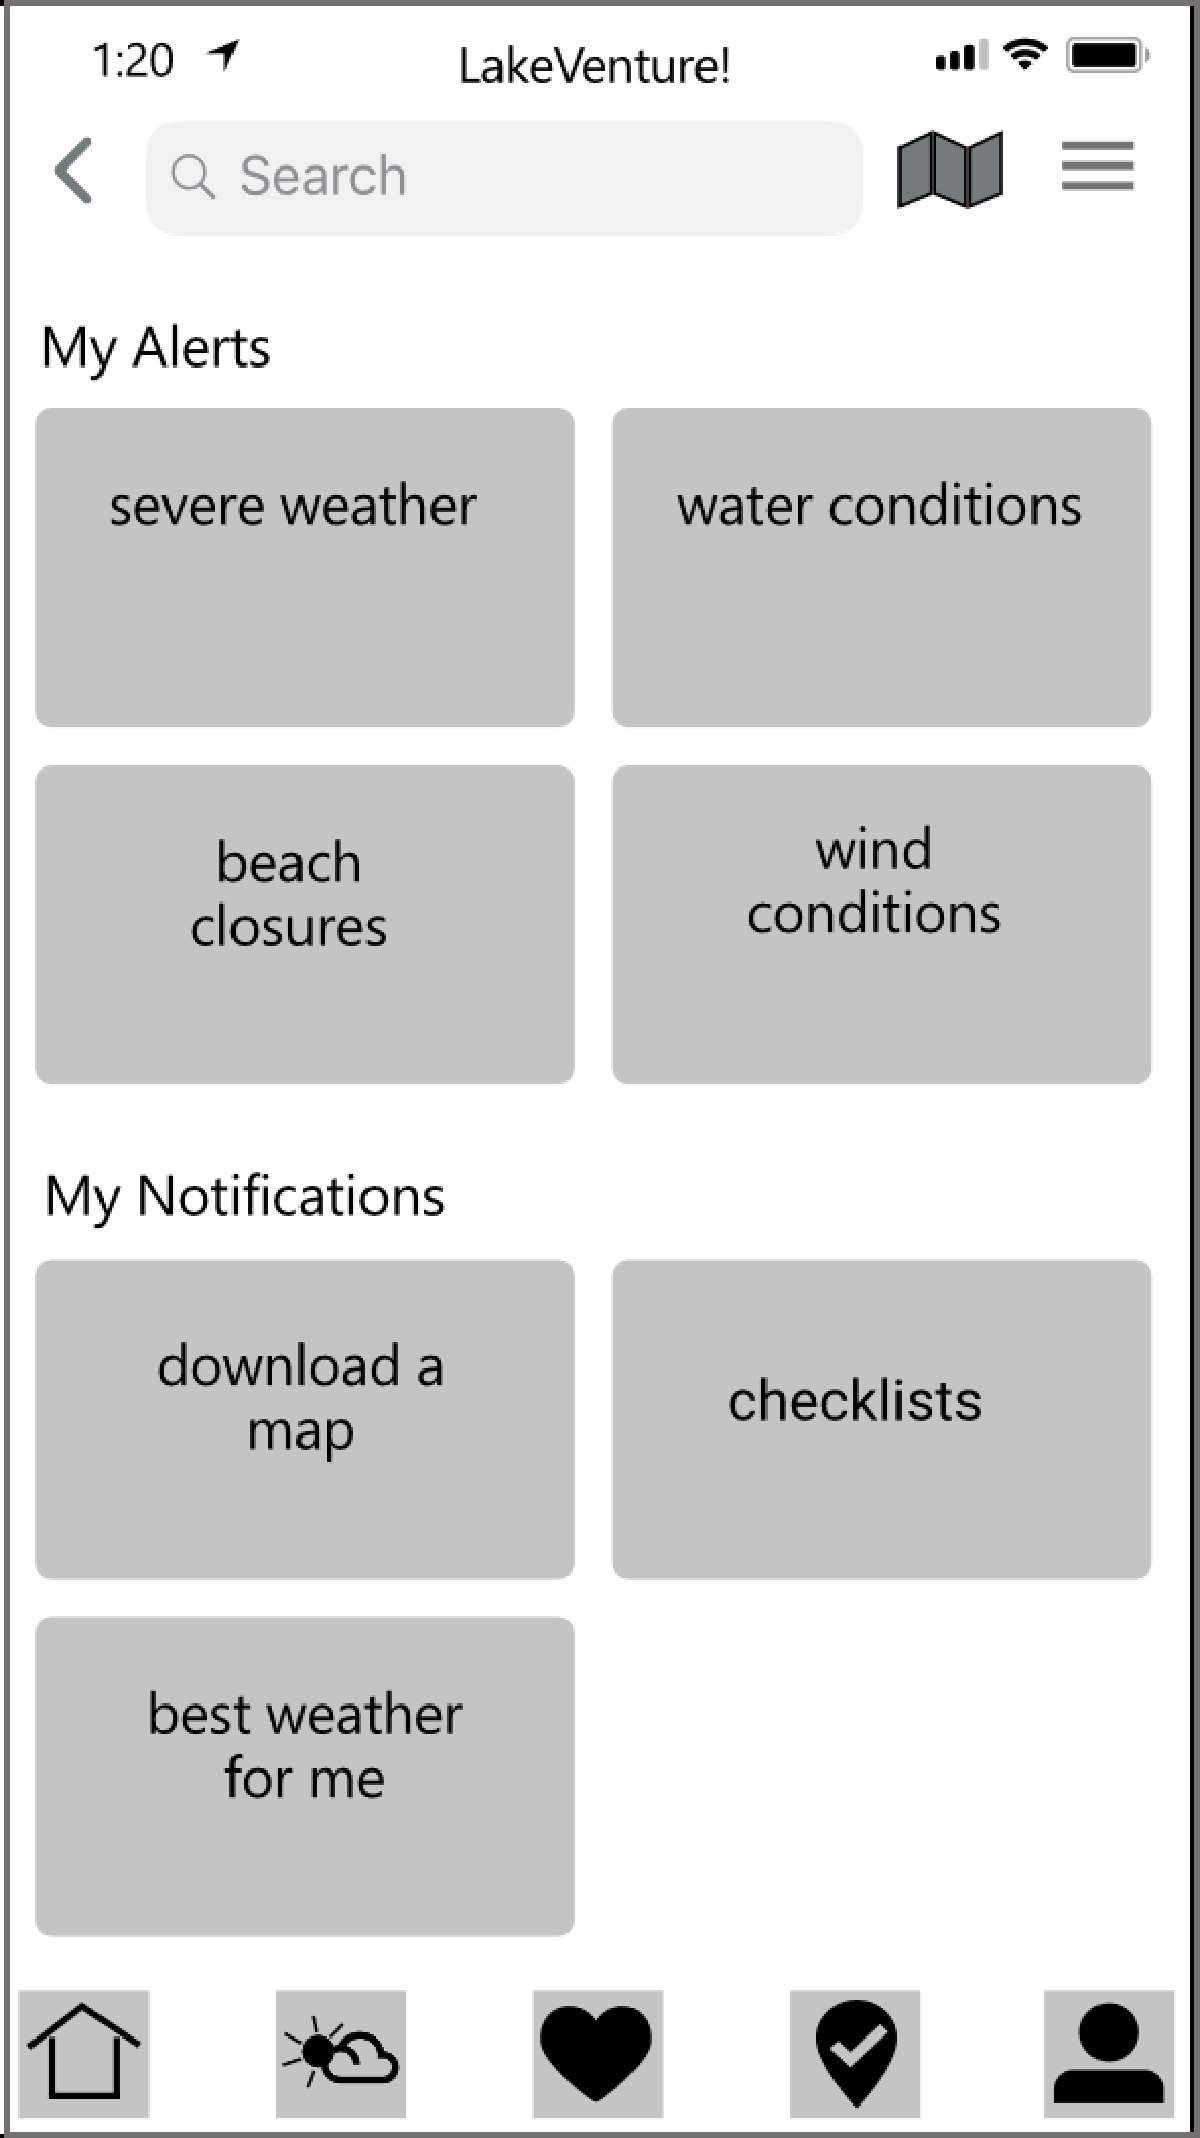 1:20
LakeVenture!
Search
My Alerts
severe weather
water conditions
beach
closures
wind
conditions
My Notifications
download a
map
checklists
best weather
for me